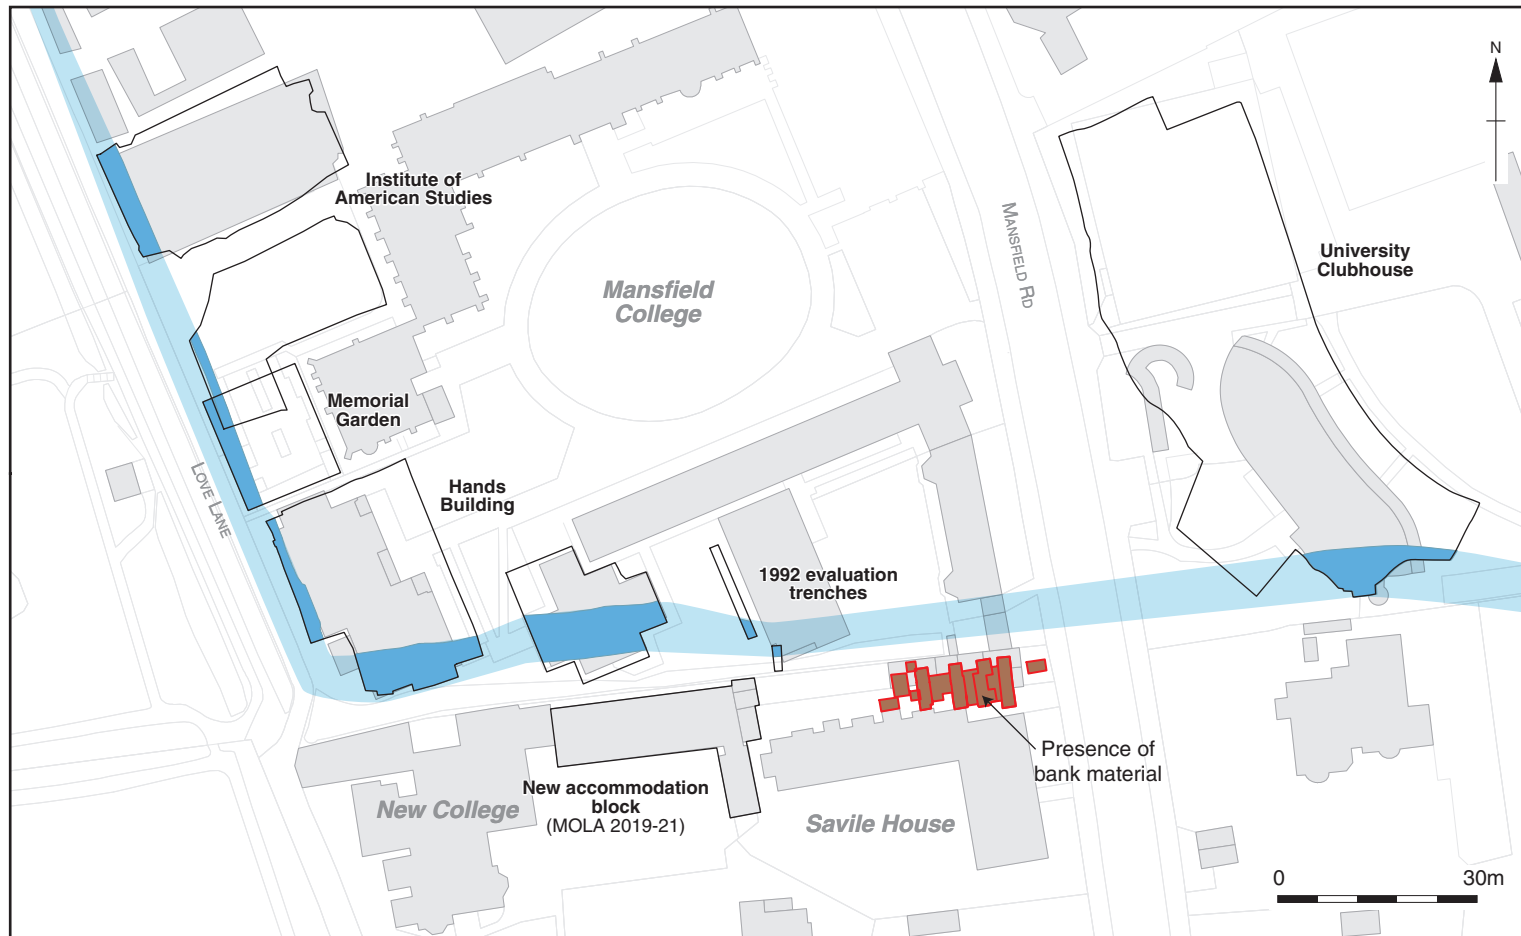 N
Institute of
American Studies
MANSFIELD RD
University
Clubhouse
Mansfield
College
Memorial
Garden
LOVE LANE
Hands
Building
1992 evaluation
trenches
Presence of
bank material
New accommodation
block
(MOLA 2019-21)
New College
Savile House
0 30m